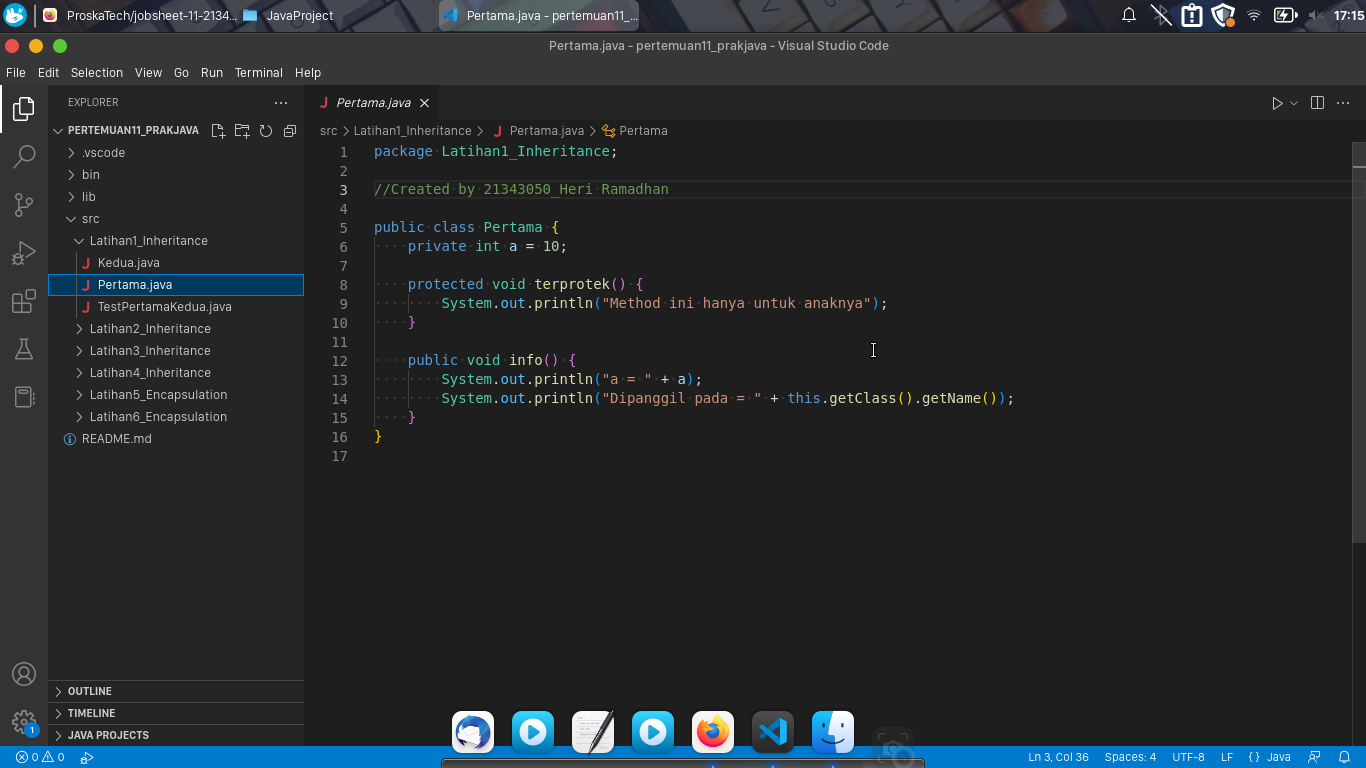 ProskaTech/jobsheet-11-2134... JavaProject Pertama.java - pertemuan11_... 17:15
Pertama.java - pertemuan11_prakjava - Visual Studio Code
File Edit Selection View Go Run Terminal Help
EXPLORER
PERTEMUAN11_PRAKJAVA
.vscode
bin
lib
src
Latihan1_Inheritance
Kedua.java
Pertama.java
TestPertamaKedua.java
Latihan2_Inheritance
Latihan3_Inheritance
Latihan4_Inheritance
Latihan5_Encapsulation
Latihan6_Encapsulation
README.md
OUTLINE
TIMELINE
JAVA PROJECTS
1
Pertama.java
src > Latihan1_Inheritance > Pertama.java > Pertama
1 package Latihan1_Inheritance;
2
3 //Created by 21343050_Heri Ramadhan
4
5 public class Pertama {
6 private int a = 10;
7
8 protected void terprotek() {
9 System.out.println("Method ini hanya untuk anaknya");
10 }
11
12 public void info() {
13 System.out.println("a = " + a);
14 System.out.println("Dipanggil pada = " + this.getClass().getName());
15 }
16 }
17
0 0 Ln 3, Col 36 Spaces: 4 UTF-8 LF {} Java